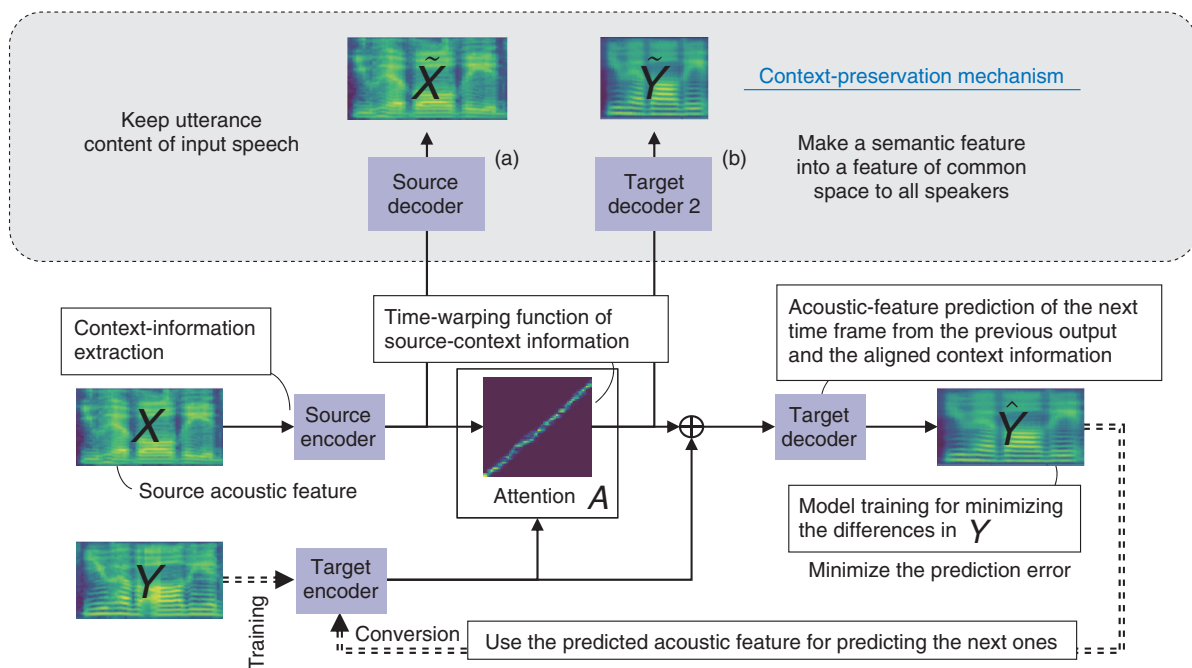 X̃
Ỹ
Context-preservation mechanism
Keep utterance
content of input speech
(a)
(b)
Make a semantic feature
into a feature of common
space to all speakers
Source
decoder
Target
decoder 2
Context-information
extraction
Time-warping function of
source-context information
Acoustic-feature prediction of the next
time frame from the previous output
and the aligned context information
X
Source
encoder
Target
decoder
Ŷ
Source acoustic feature
Attention A
Model training for minimizing
the differences in Y
Y
Target
encoder
Minimize the prediction error
Training
Conversion
Use the predicted acoustic feature for predicting the next ones